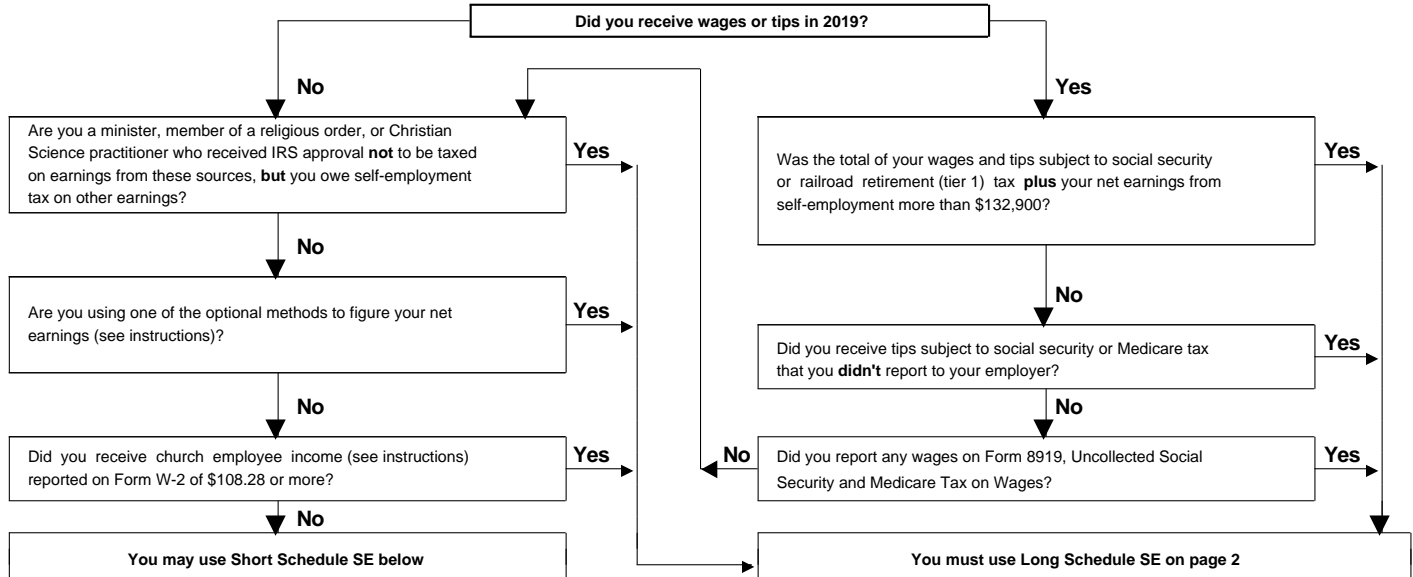 Did you receive wages or tips in 2019?
No
Yes
Are you a minister, member of a religious order, or Christian
Science practitioner who received IRS approval not to be taxed
on earnings from these sources, but you owe self-employment
tax on other earnings?
Yes
Was the total of your wages and tips subject to social security
or railroad retirement (tier 1) tax plus your net earnings from
self-employment more than $132,900?
Yes
No
No
Are you using one of the optional methods to figure your net
earnings (see instructions)?
Yes
Did you receive tips subject to social security or Medicare tax
that you didn't report to your employer?
Yes
No
No
Did you receive church employee income (see instructions)
reported on Form W-2 of $108.28 or more?
Yes
No
Did you report any wages on Form 8919, Uncollected Social
Security and Medicare Tax on Wages?
Yes
No
You may use Short Schedule SE below
You must use Long Schedule SE on page 2